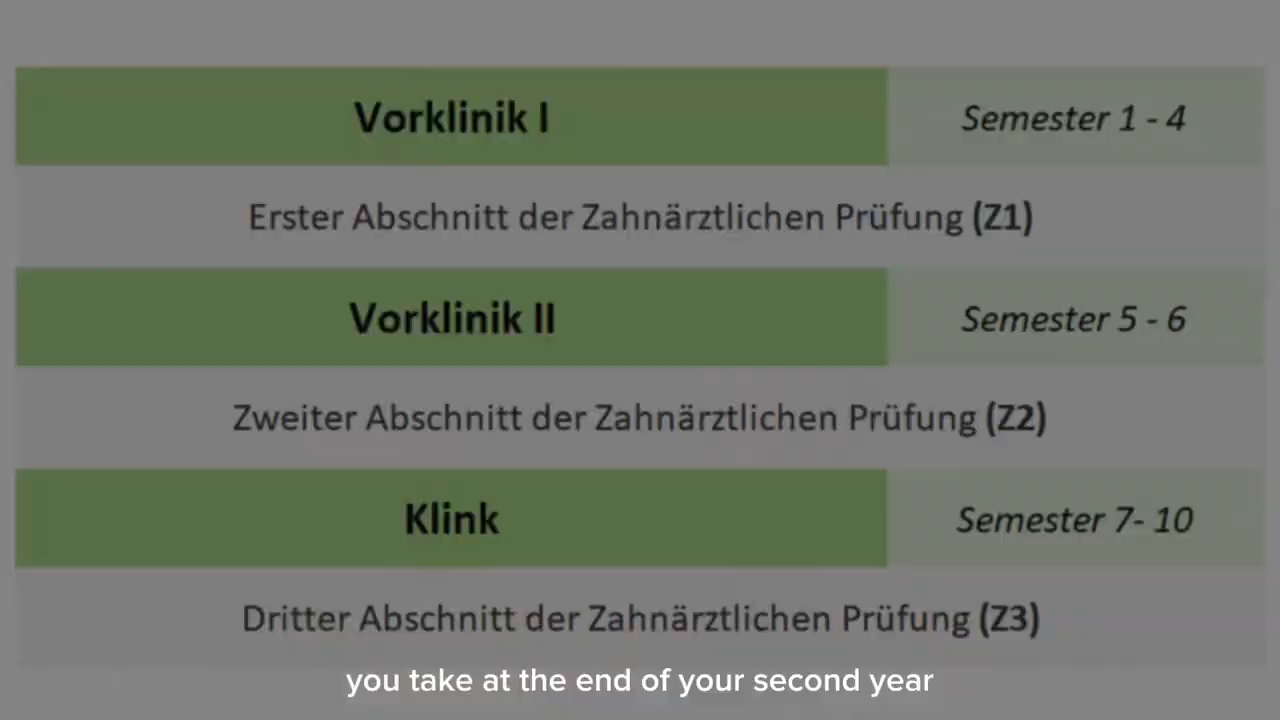 Vorklinik I
Semester 1 - 4
Erster Abschnitt der Zahnärztlichen Prüfung (Z1)
Vorklinik II
Semester 5 - 6
Zweiter Abschnitt der Zahnärztlichen Prüfung (Z2)
Klink
Semester 7- 10
Dritter Abschnitt der Zahnärztlichen Prüfung (Z3)
you take at the end of your second year